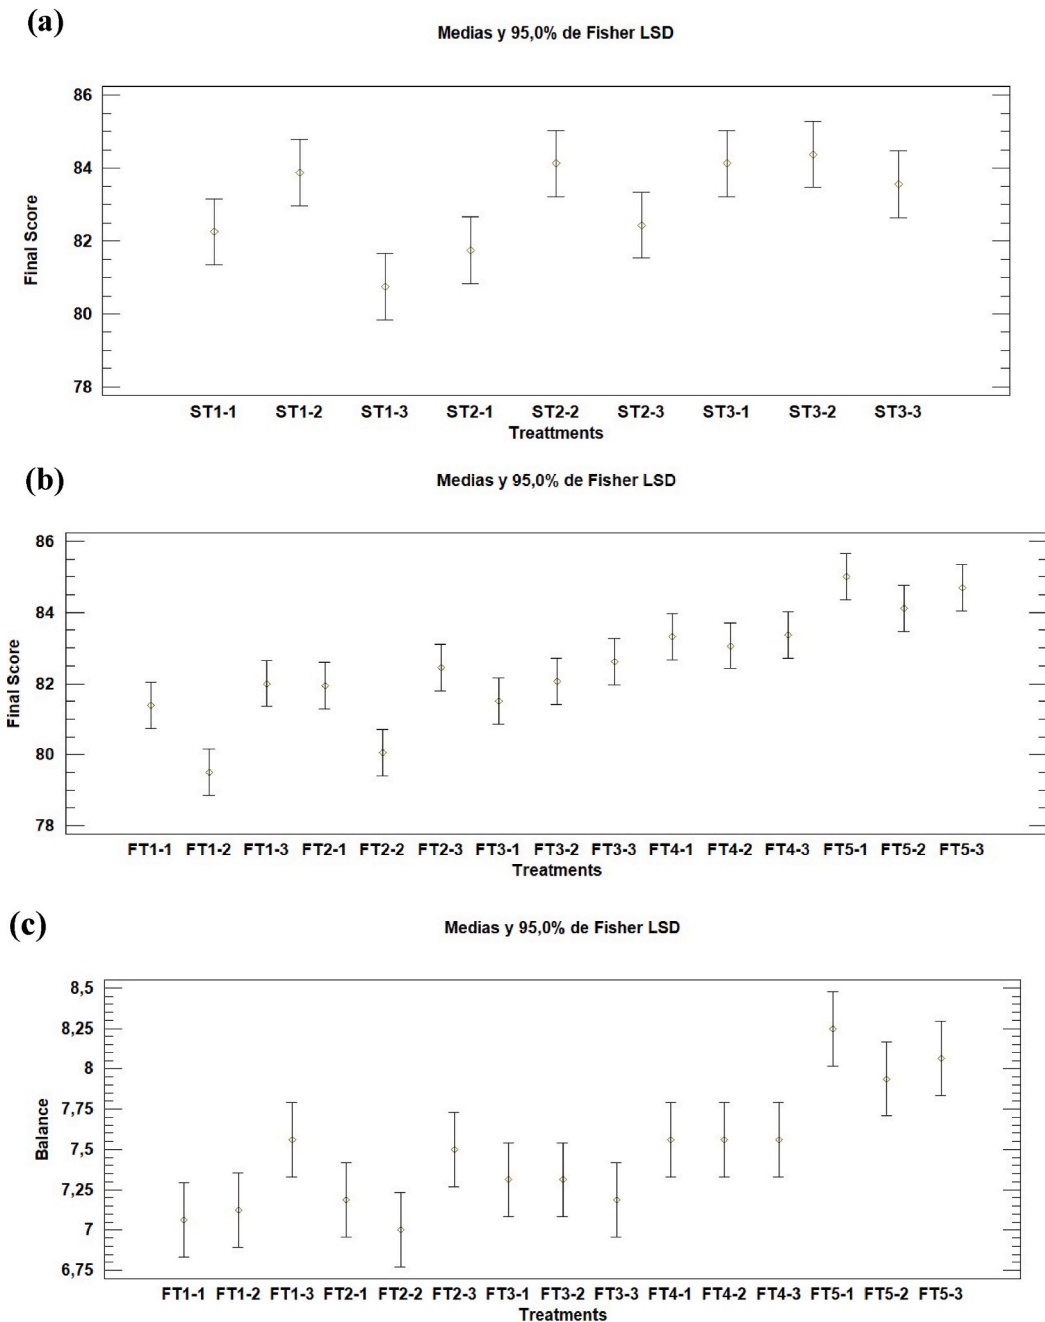 (a)
Medias y 95,0% de Fisher LSD
86
84
82
80
78
Final Score
ST1-1 ST1-2 ST1-3 ST2-1 ST2-2 ST2-3 ST3-1 ST3-2 ST3-3
Treattments
(b)
Medias y 95,0% de Fisher LSD
86
84
82
80
78
Final Score
FT1-1 FT1-2 FT1-3 FT2-1 FT2-2 FT2-3 FT3-1 FT3-2 FT3-3 FT4-1 FT4-2 FT4-3 FT5-1 FT5-2 FT5-3
Treatments
(c)
Medias y 95,0% de Fisher LSD
8,5
8,25
8
7,75
7,5
7,25
7
6,75
Balance
FT1-1 FT1-2 FT1-3 FT2-1 FT2-2 FT2-3 FT3-1 FT3-2 FT3-3 FT4-1 FT4-2 FT4-3 FT5-1 FT5-2 FT5-3
Treatments